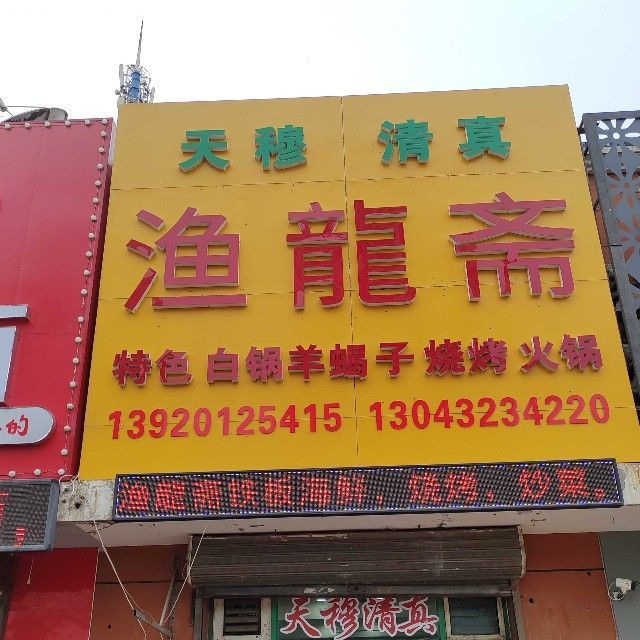 天穆 清真
渔龍斋
特色 白锅羊蝎子 烧烤 火锅
13920125415 13043234220
渔龍斋铁板海鲜，烧烤，炒菜，
的
天穆清真